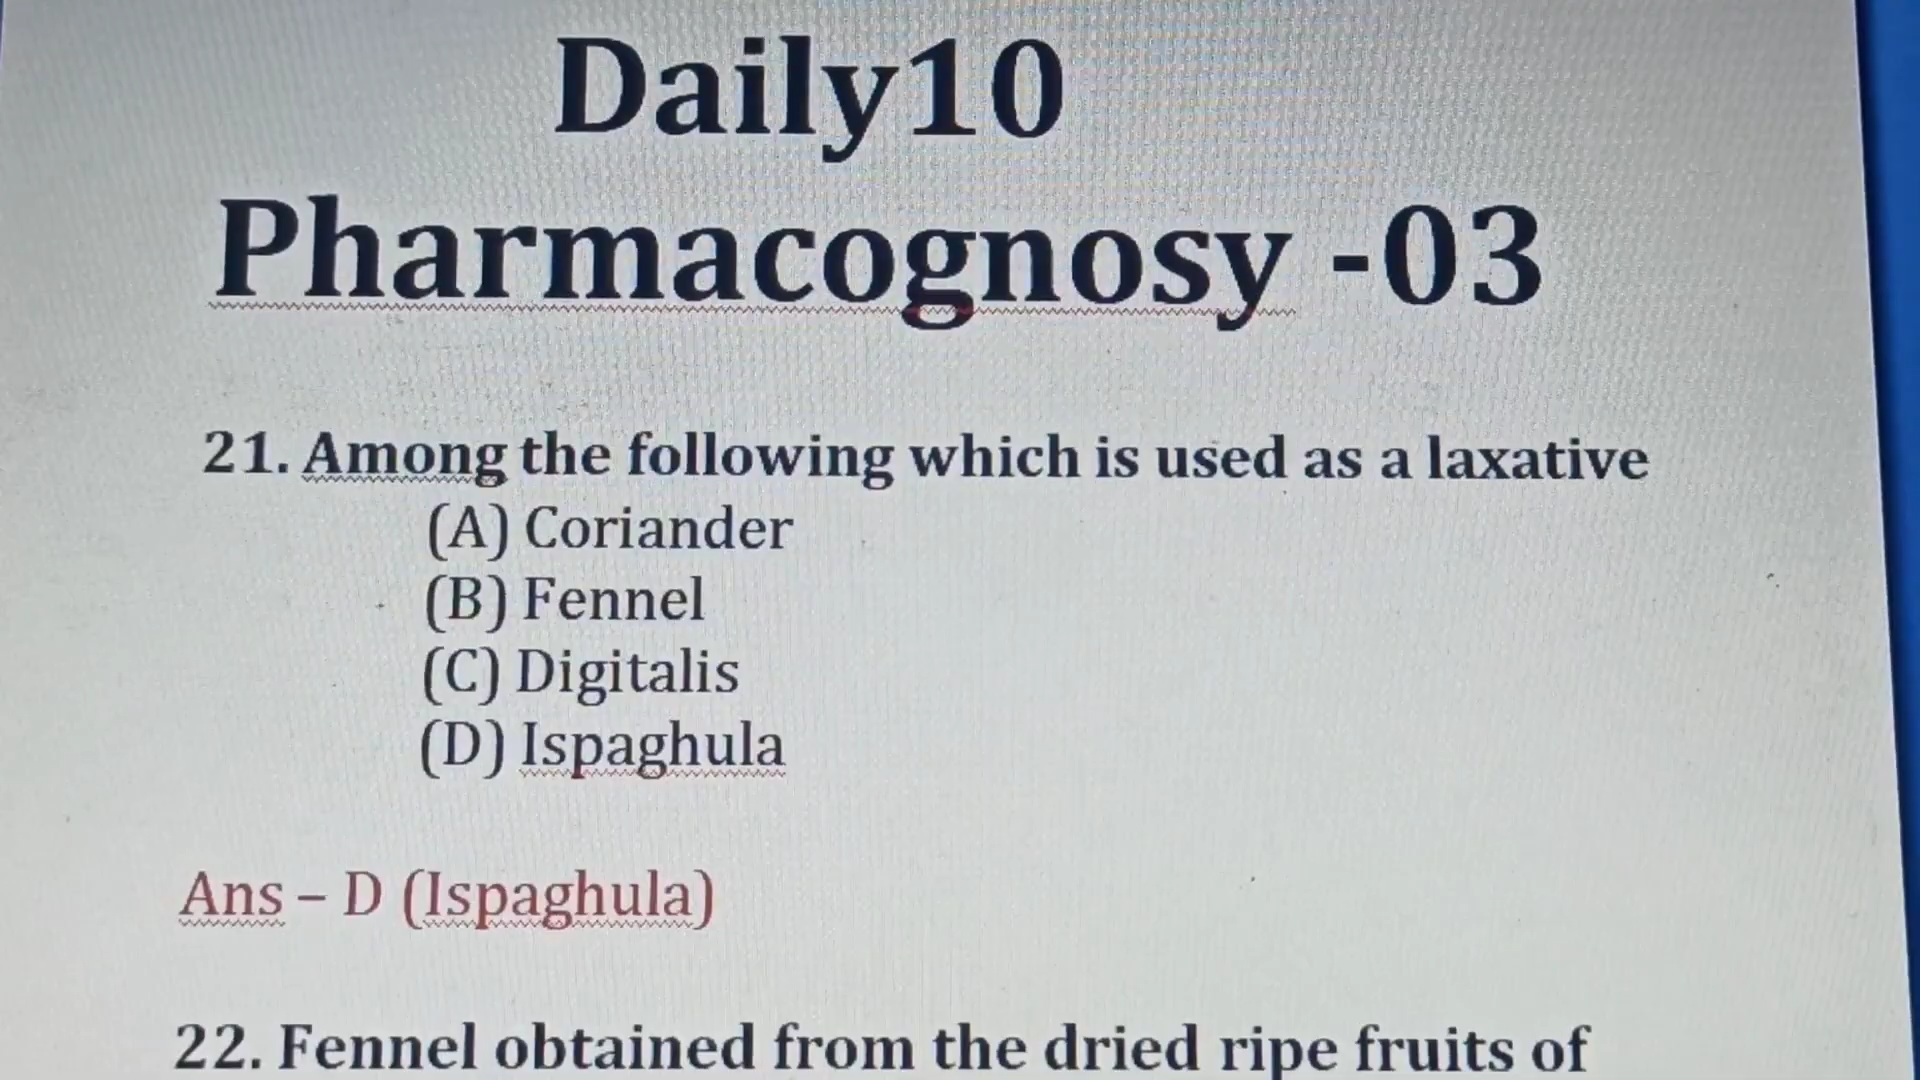 Daily10
Pharmacognosy -03
21. Among the following which is used as a laxative
(A) Coriander
(B) Fennel
(C) Digitalis
(D) Ispaghula
Ans – D (Ispaghula)
22. Fennel obtained from the dried ripe fruits of